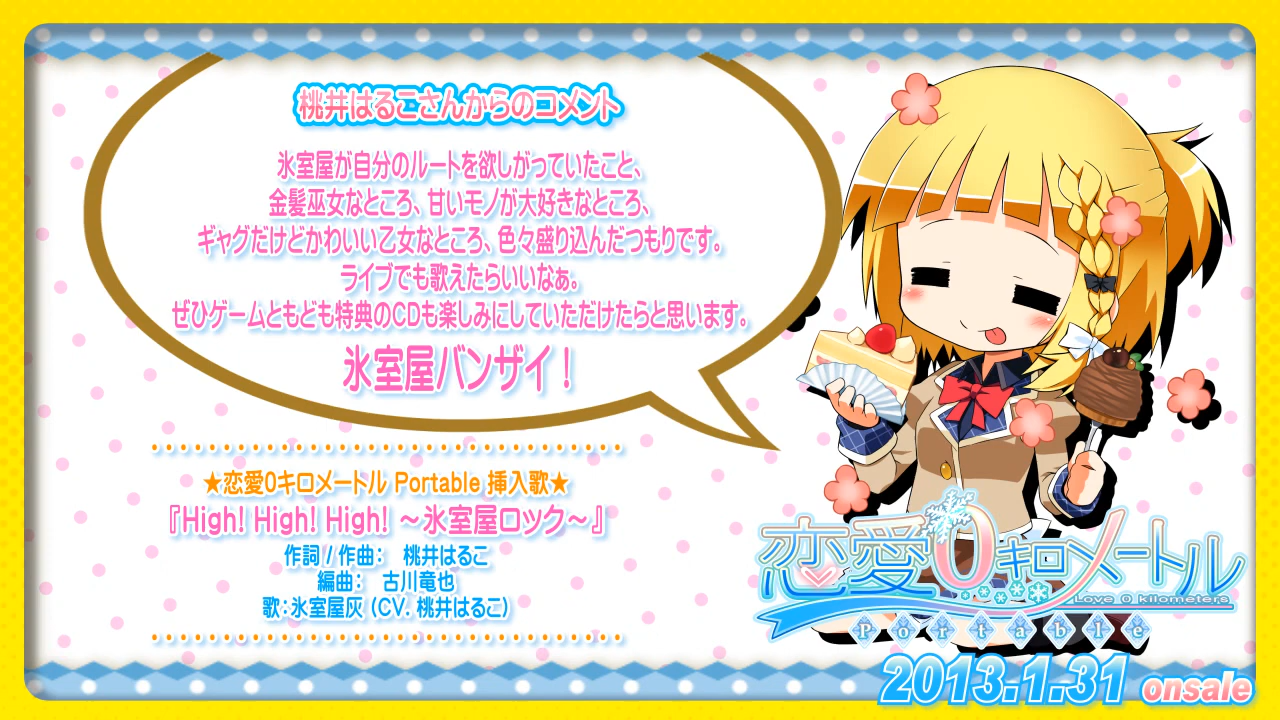 桃井はるこさんからのコメント
氷室屋が自分のルートを欲しがっていたこと、
金髪巫女なところ、甘いモノが大好きなところ、
ギャグだけどかわいい乙女なところ、色々盛り込んだつもりです。
ライブでも歌えたらいいなぁ。
ぜひゲームともども特典のCDも楽しみにしていただけたらと思います。
氷室屋バンザイ！
★恋愛0キロメートル Portable 挿入歌★
『High! High! High! ～氷室屋ロック～』
作詞 / 作曲：　桃井はるこ
編曲：　古川竜也
歌：氷室屋灰 (CV. 桃井はるこ)
恋愛0キロメートル
Love 0 kilometers
Portable
2013.1.31 onsale